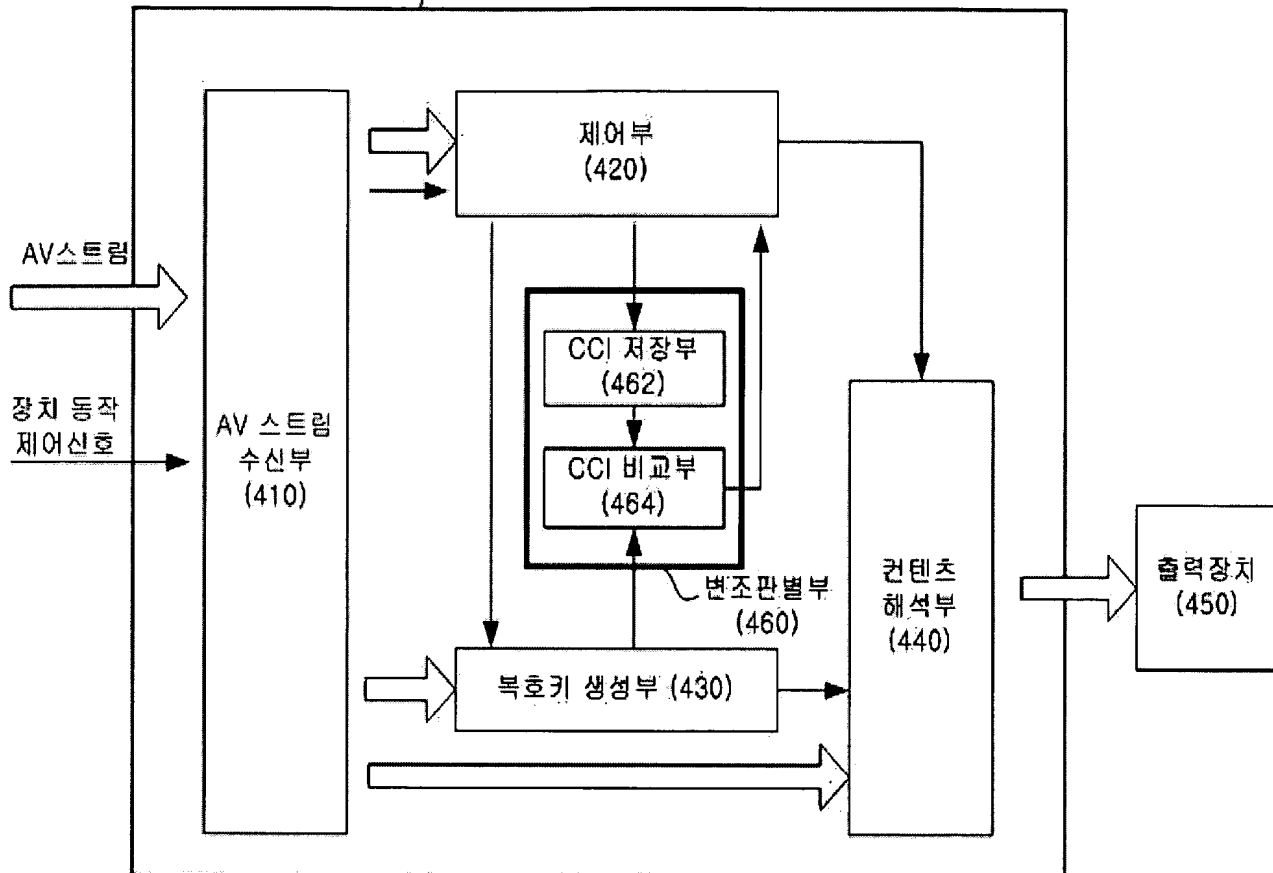 제어부
(420)
AV스트림
CCI 저장부
(462)
장치 동작
제어신호
AV 스트림
수신부
(410)
CCI 비교부
(464)
변조판별부
(460)
컨텐츠
해석부
(440)
출력장치
(450)
복호키 생성부 (430)